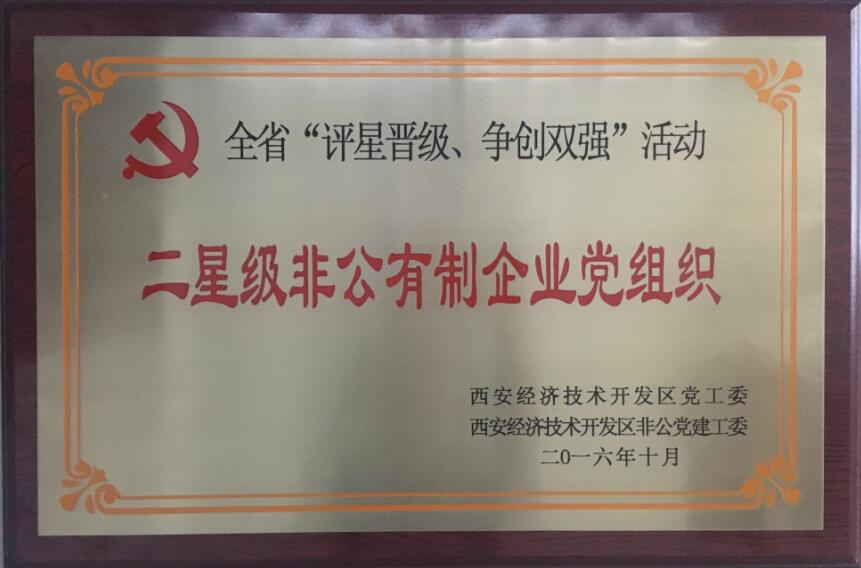 全省“评星晋级、争创双强”活动
二星级非公有制企业党组织
西安经济技术开发区党工委
西安经济技术开发区非公党建工委
二0一六年十月